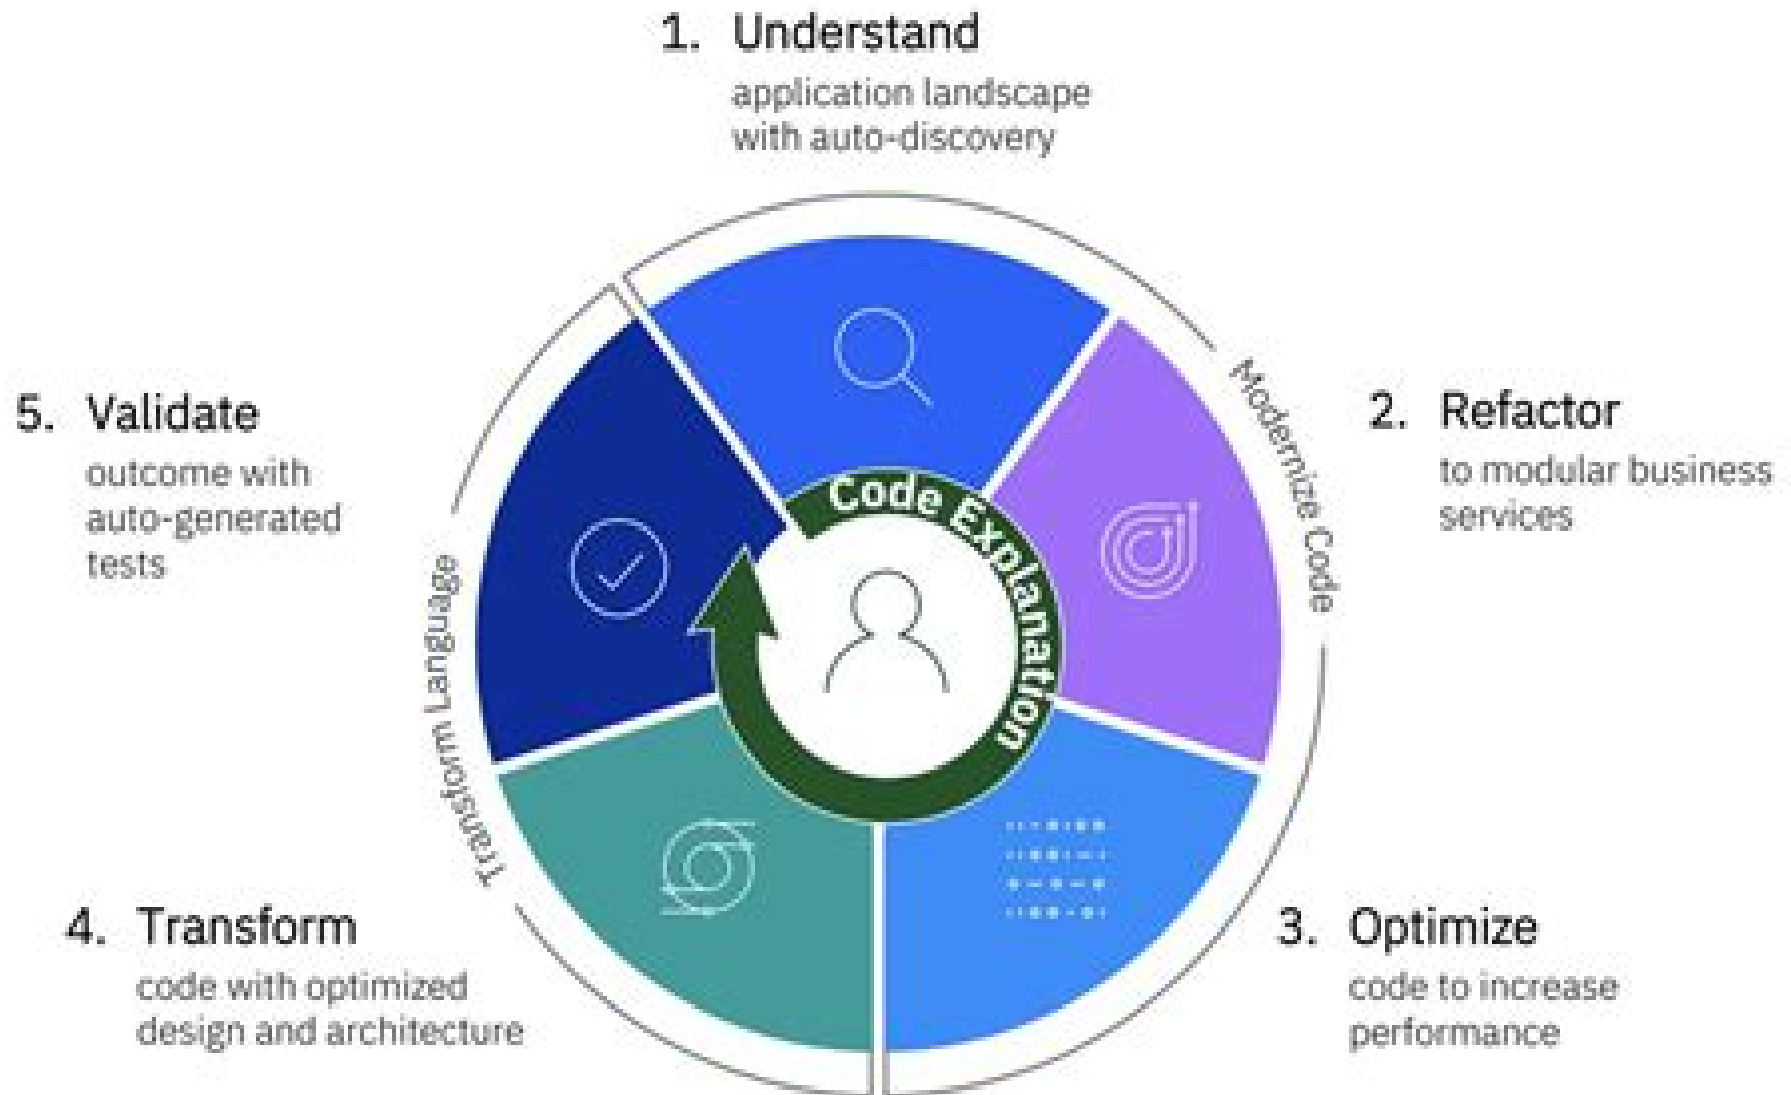 1. Understand
application landscape
with auto-discovery
2. Refactor
to modular business
services
3. Optimize
code to increase
performance
4. Transform
code with optimized
design and architecture
5. Validate
outcome with
auto-generated
tests
Modernize Code
Transform Language
Code Explanation